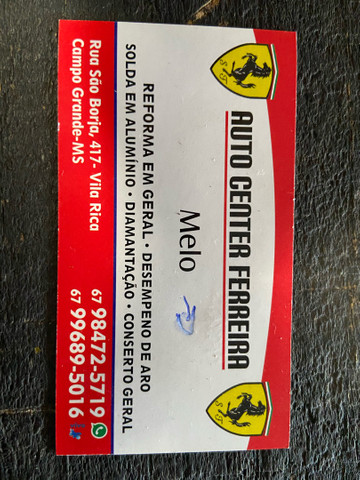 AUTO CENTER FERREIRA
S F
S F
Melo
REFORMA EM GERAL • DESEMPENO DE ARO
SOLDA EM ALUMÍNIO • DIAMANTAÇÃO • CONSERTO GERAL
Rua São Borja, 417- Vila Rica
Campo Grande-MS
67 98472-5719
67 99689-5016